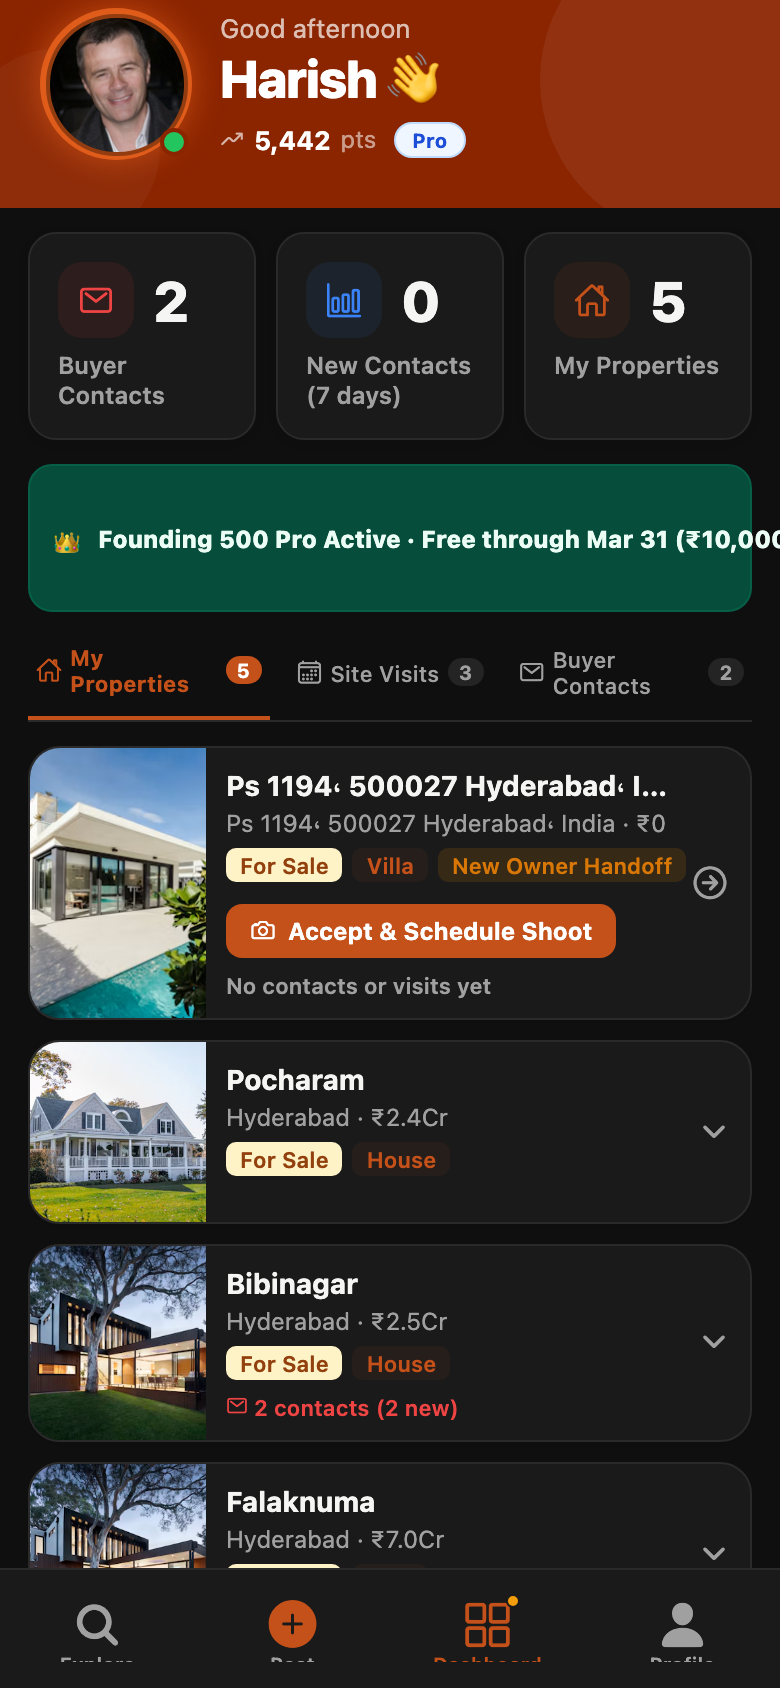 Good afternoon
Harish 👋
5,442 pts Pro
2
Buyer
Contacts
0
New Contacts
(7 days)
5
My Properties
👑 Founding 500 Pro Active · Free through Mar 31 (₹10,000
My
Properties
5
Site Visits 3
Buyer
Contacts
2
Ps 1194، 500027 Hyderabad، I...
Ps 1194، 500027 Hyderabad، India · ₹0
For Sale Villa New Owner Handoff
Accept & Schedule Shoot
No contacts or visits yet
Pocharam
Hyderabad · ₹2.4Cr
For Sale House
Bibinagar
Hyderabad · ₹2.5Cr
For Sale House
2 contacts (2 new)
Falaknuma
Hyderabad · ₹7.0Cr
Explore Post Dashboard Profile